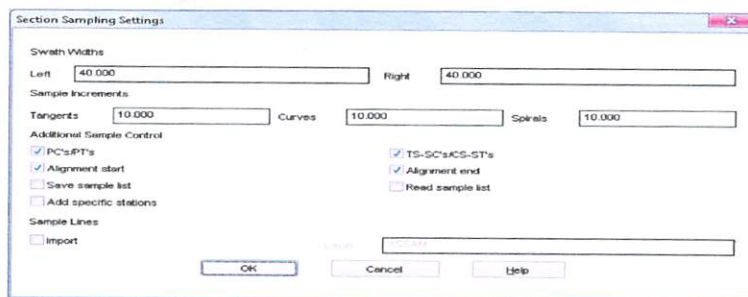 Section Sampling Settings
Swath Widths
Left 40.000 Right 40.000
Sample Increments
Tangents 10.000 Curves 10.000 Spirals 10.000
Additional Sample Control
PC's/PT's TS-SC's/CS-ST's
Alignment start Alignment end
Save sample list Read sample list
Add specific stations
Sample Lines
Import
OK Cancel Help